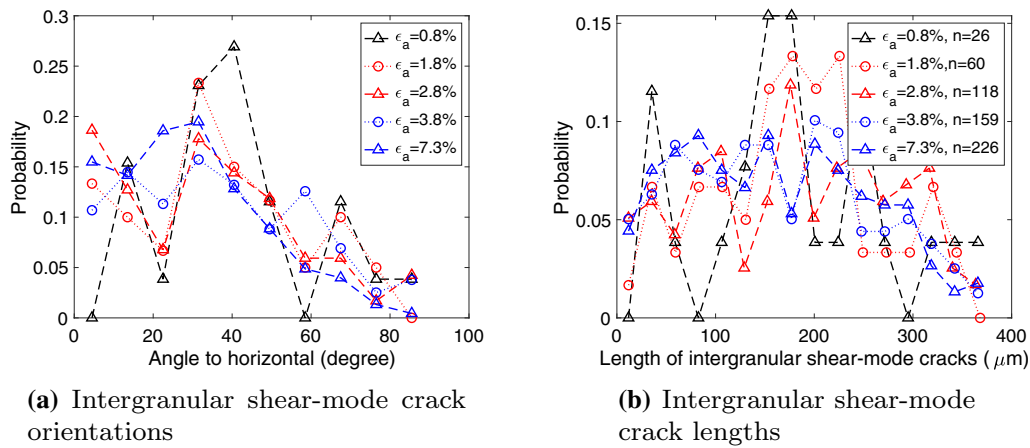 0.3
0.25
0.2
0.15
0.1
0.05
0
Probability
0
20
40
60
80
100
Angle to horizontal (degree)
ϵa=0.8%
ϵa=1.8%
ϵa=2.8%
ϵa=3.8%
ϵa=7.3%
(a) Intergranular shear-mode crack
orientations
0.15
0.1
0.05
0
Probability
0
100
200
300
400
Length of intergranular shear-mode cracks ( μm)
ϵa=0.8%, n=26
ϵa=1.8%,n=60
ϵa=2.8%, n=118
ϵa=3.8%, n=159
ϵa=7.3%, n=226
(b) Intergranular shear-mode
crack lengths